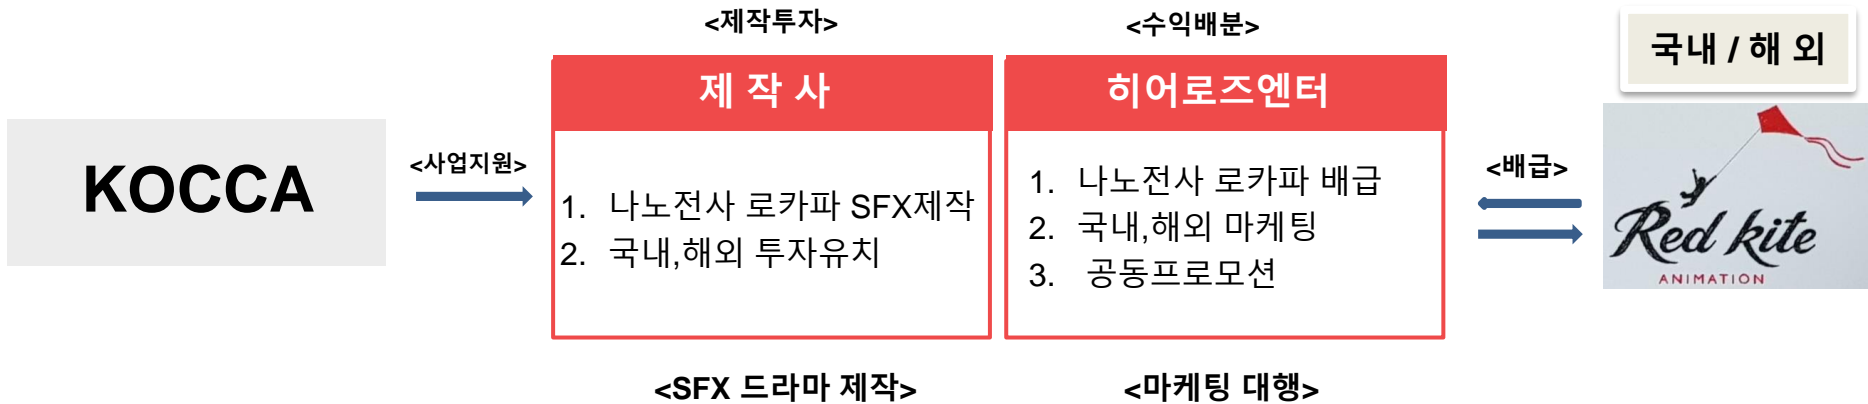 <제작투자>
<수익배분>
국내 / 해 외
제 작 사
히어로즈엔터
KOCCA
<사업지원>
1. 나노전사 로카파 SFX제작
2. 국내,해외 투자유치
1. 나노전사 로카파 배급
2. 국내,해외 마케팅
3. 공동프로모션
<배급>
Red kite
ANIMATION
<SFX 드라마 제작>
<마케팅 대행>